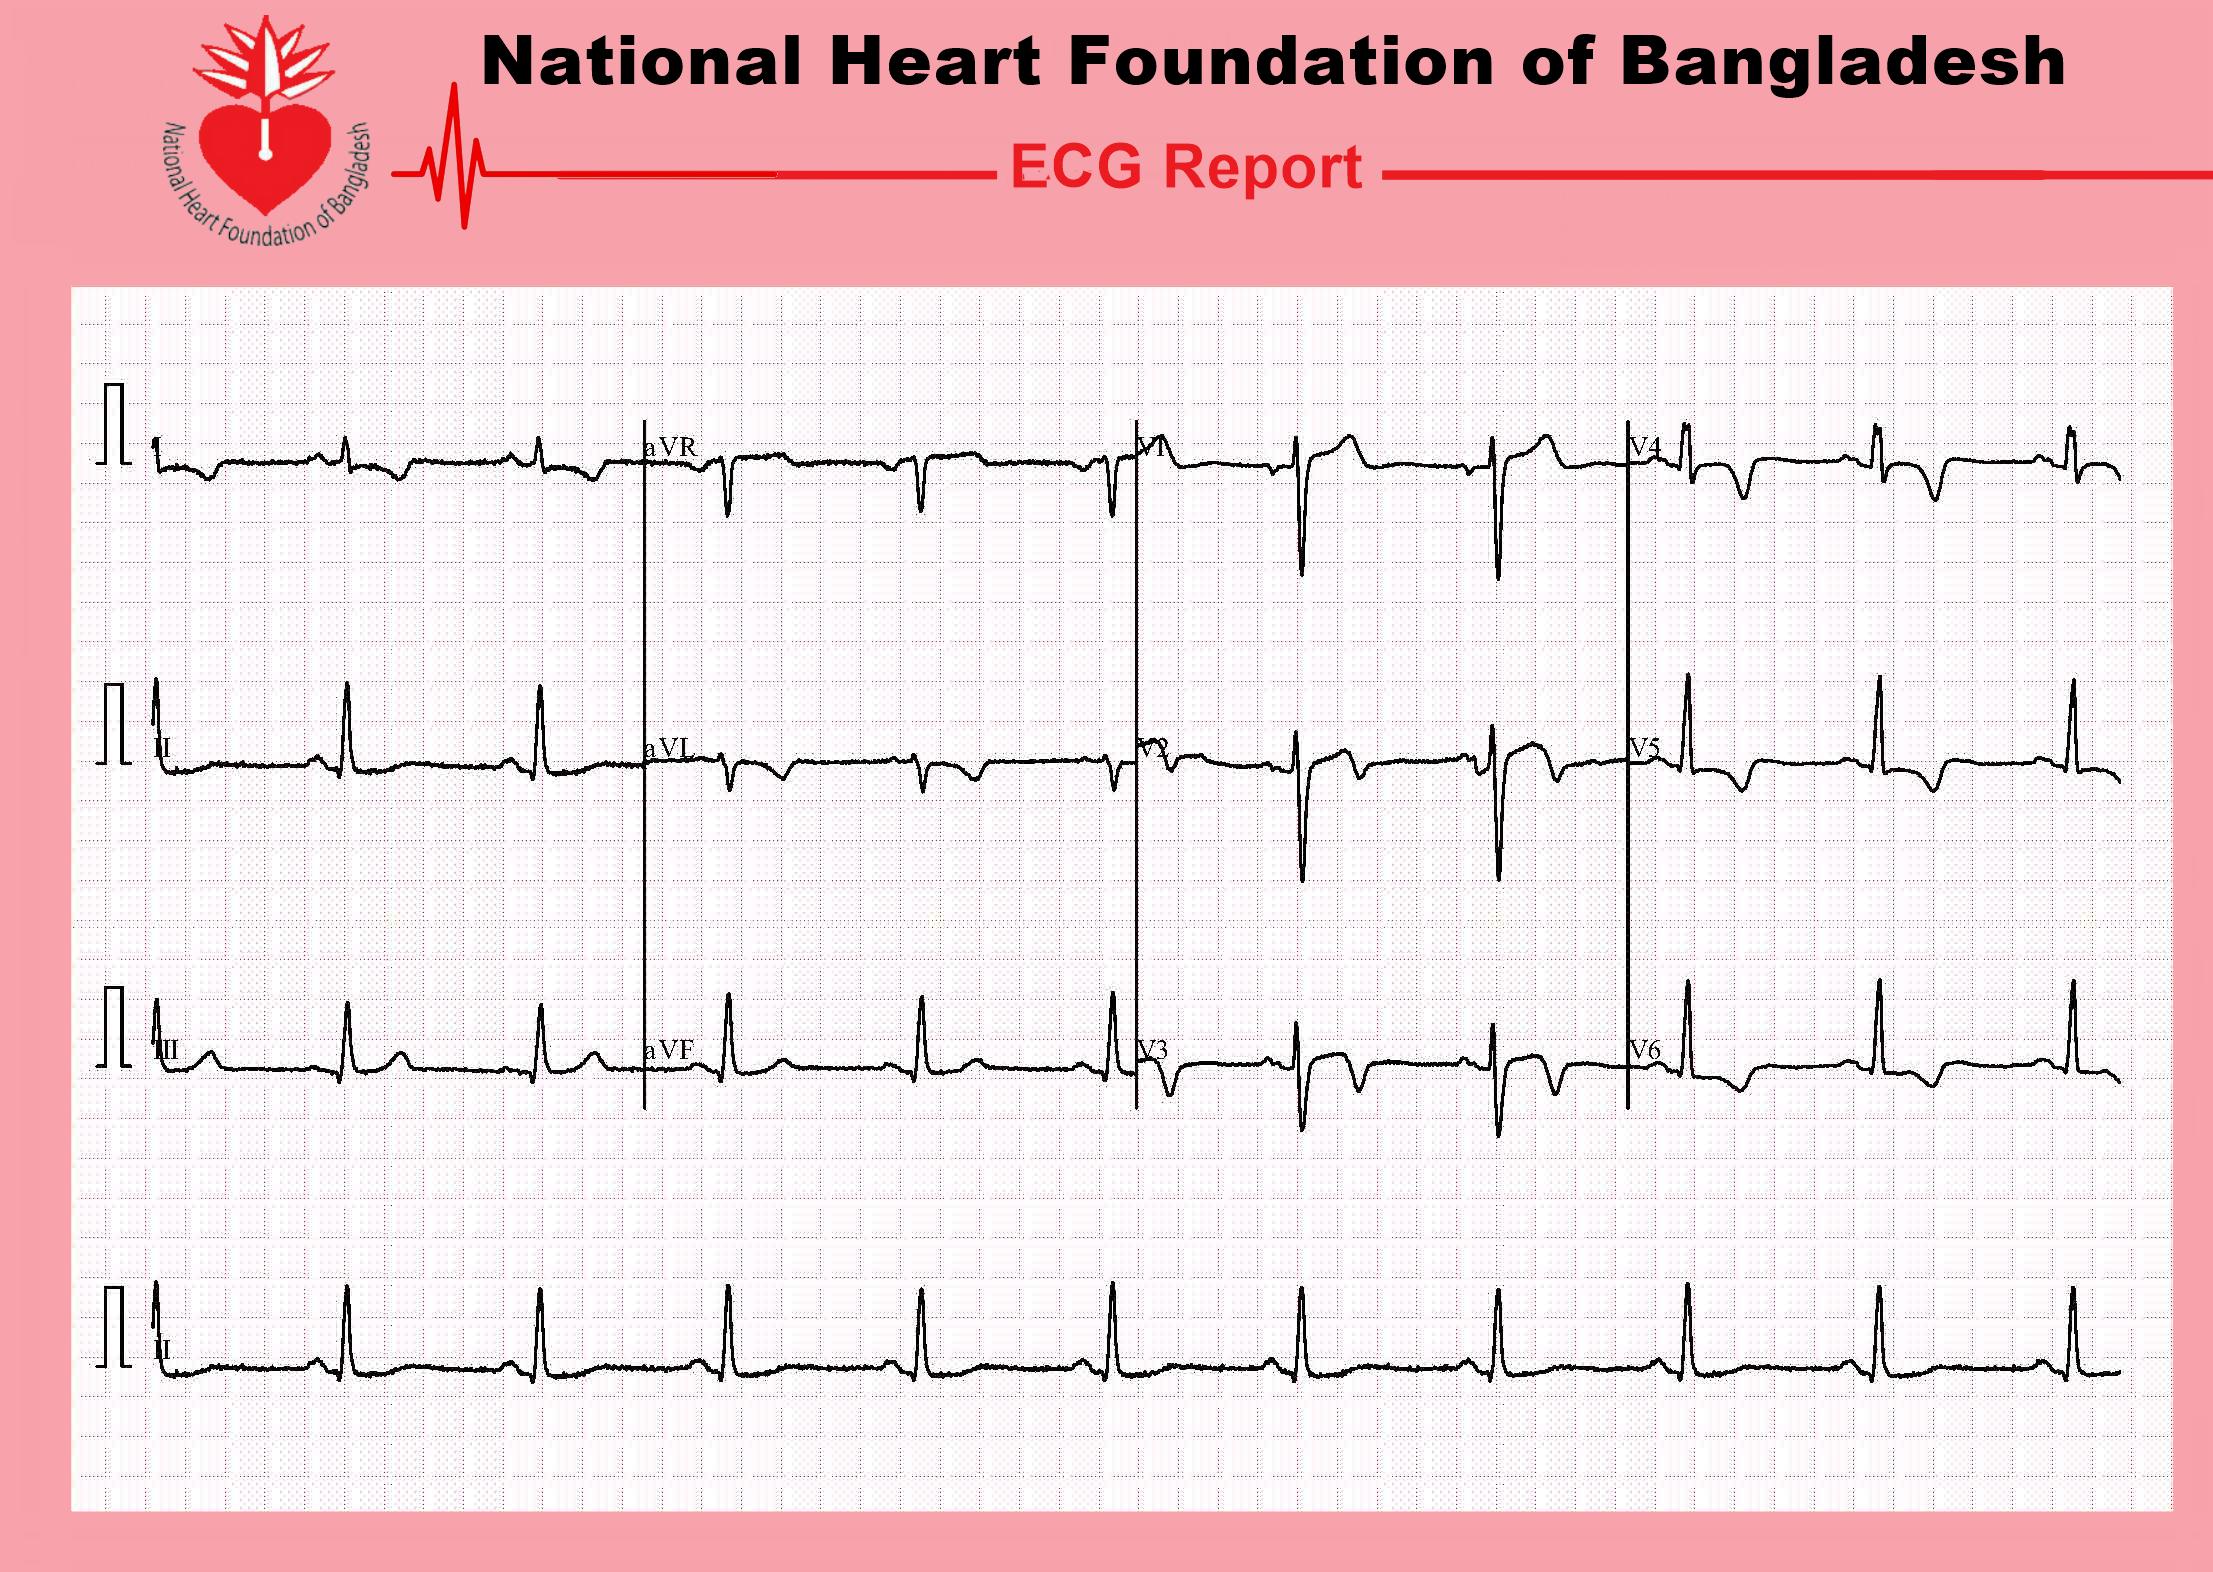 National Heart Foundation of Bangladesh
National Heart Foundation of Bangladesh
ECG Report
I aVR V1 V4
II aVL V2 V5
III aVF V3 V6
II